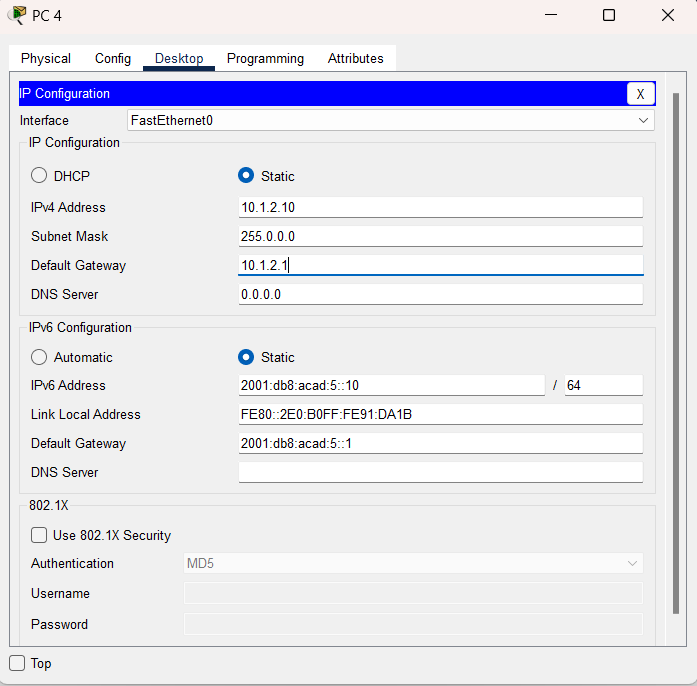 PC 4
Physical Config Desktop Programming Attributes
IP Configuration X
Interface FastEthernet0
IP Configuration
DHCP Static
IPv4 Address 10.1.2.10
Subnet Mask 255.0.0.0
Default Gateway 10.1.2.1
DNS Server 0.0.0.0
IPv6 Configuration
Automatic Static
IPv6 Address 2001:db8:acad:5::10 / 64
Link Local Address FE80::2E0:B0FF:FE91:DA1B
Default Gateway 2001:db8:acad:5::1
DNS Server
802.1X
Use 802.1X Security
Authentication MD5
Username
Password
Top